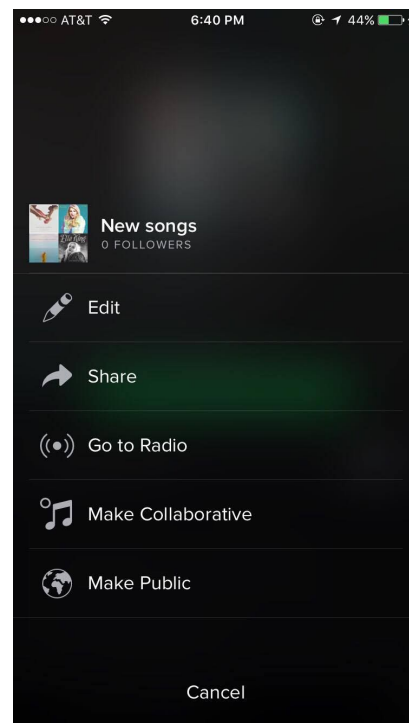 AT&T 6:40 PM 44%
New songs
0 FOLLOWERS
Edit
Share
Go to Radio
Make Collaborative
Make Public
Cancel